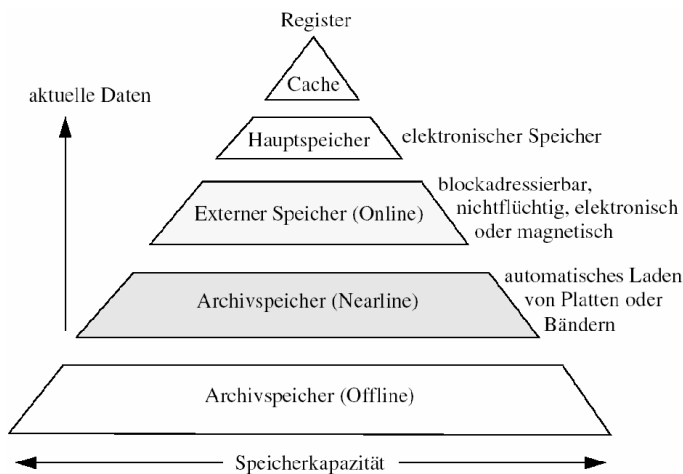 Register
Cache
aktuelle Daten
Hauptspeicher
elektronischer Speicher
Externer Speicher (Online)
blockadressierbar,
nichtflüchtig, elektronisch
oder magnetisch
Archivspeicher (Nearline)
automatisches Laden
von Platten oder
Bändern
Archivspeicher (Offline)
Speicherkapazität